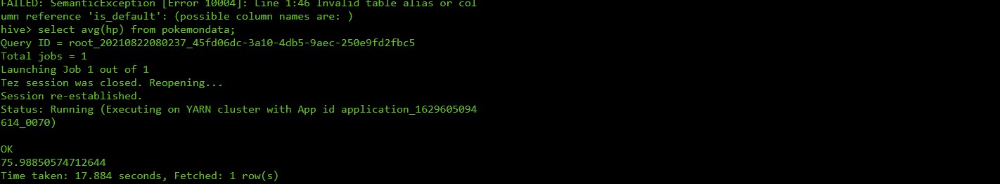 FAILED: SemanticException [Error 10004]: Line 1:46 Invalid table alias or col
umn reference 'is_default': (possible column names are: )
hive> select avg(hp) from pokemondata;
Query ID = root_20210822080237_45fd06dc-3a10-4db5-9aec-250e9fd2fbc5
Total jobs = 1
Launching Job 1 out of 1
Tez session was closed. Reopening...
Session re-established.
Status: Running (Executing on YARN cluster with App id application_1629605094
614_0070)
OK
75.98850574712644
Time taken: 17.884 seconds, Fetched: 1 row(s)